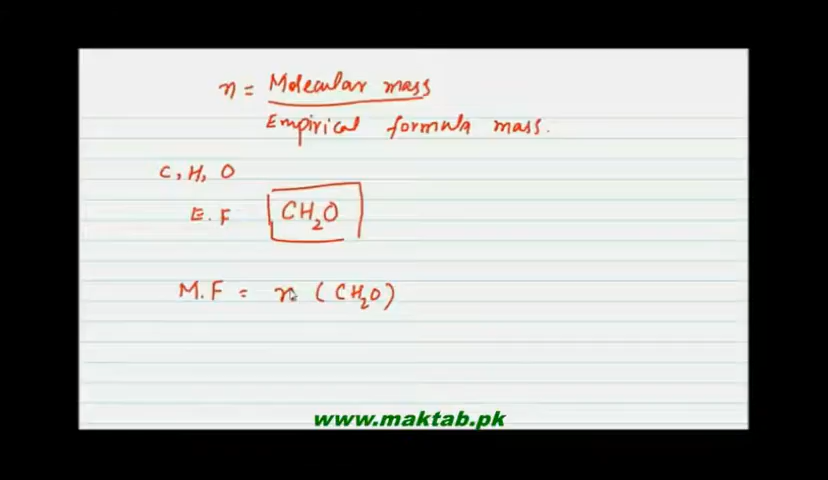 n = Molecular mass
Empirical formula mass.
C, H, O
E.F CH₂O
M.F = n (CH₂O)
www.maktab.pk